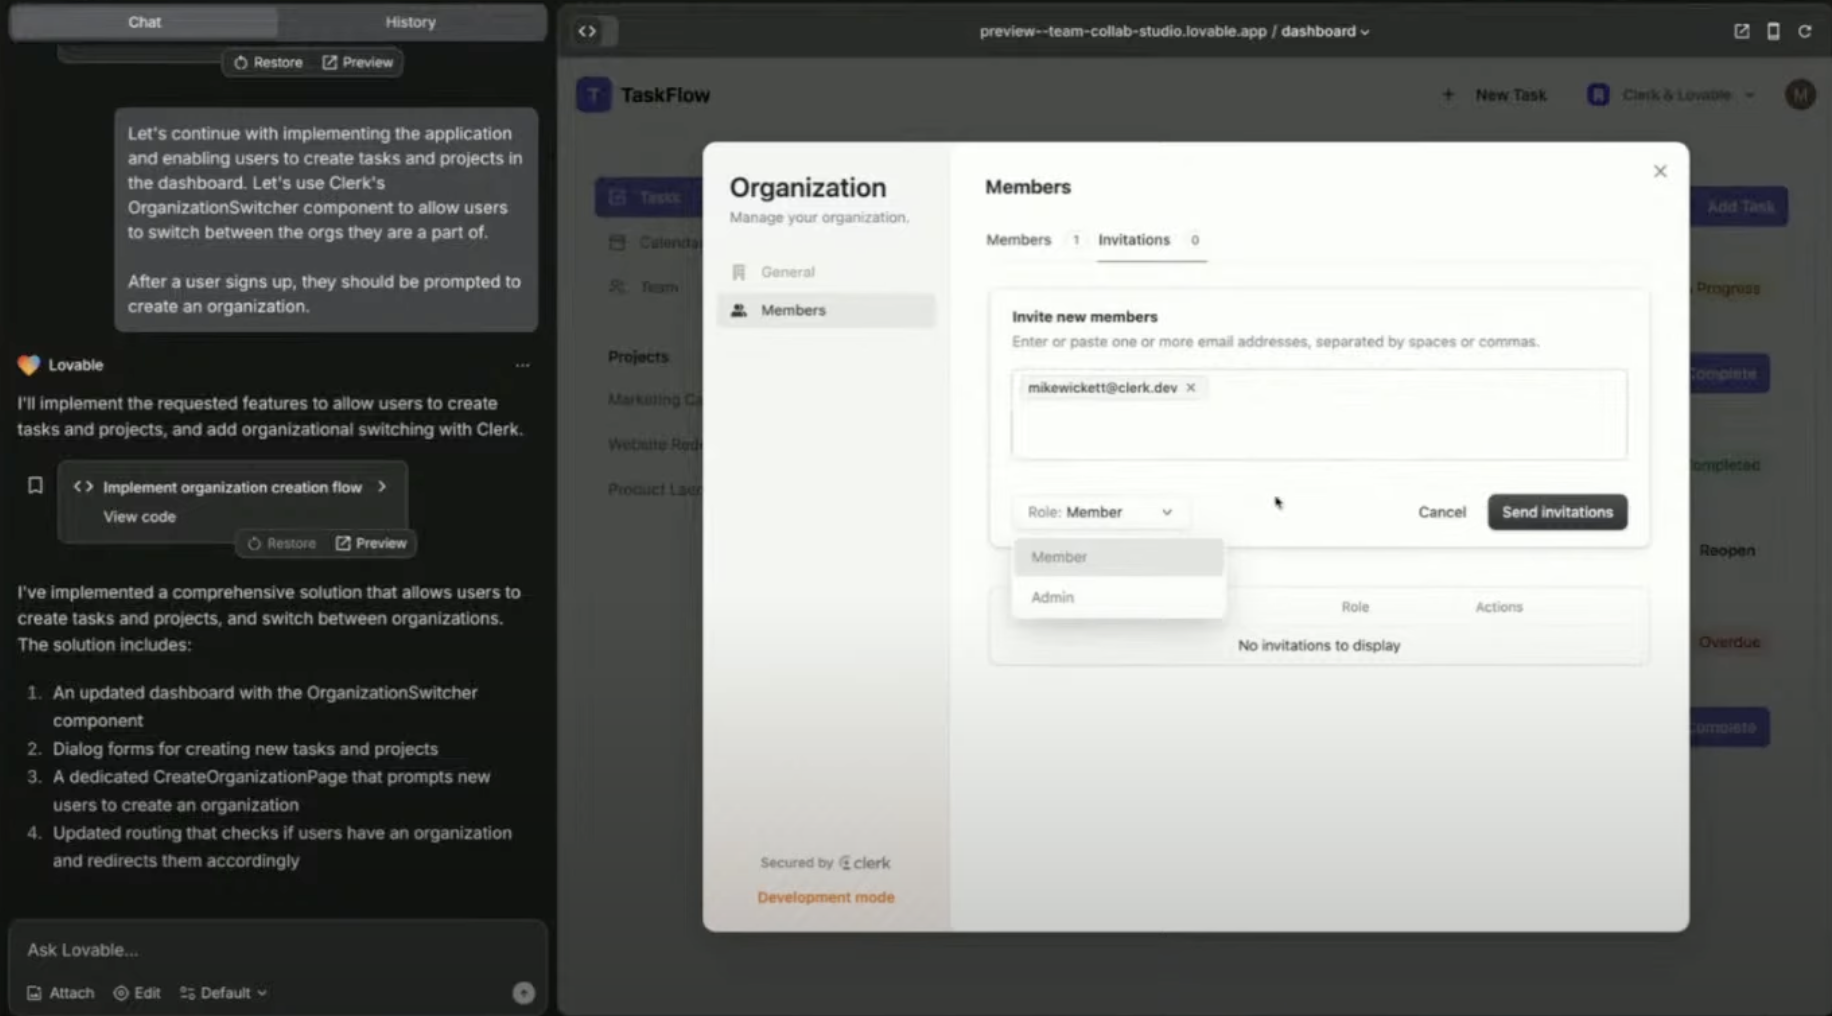 Chat
History
Restore
Preview
Let's continue with implementing the application
and enabling users to create tasks and projects in
the dashboard. Let's use Clerk's
OrganizationSwitcher component to allow users
to switch between the orgs they are a part of.
After a user signs up, they should be prompted to
create an organization.
Lovable
I'll implement the requested features to allow users to create
tasks and projects, and add organizational switching with Clerk.
Implement organization creation flow
View code
Restore
Preview
I've implemented a comprehensive solution that allows users to
create tasks and projects, and switch between organizations.
The solution includes:
1. An updated dashboard with the OrganizationSwitcher
component
2. Dialog forms for creating new tasks and projects
3. A dedicated CreateOrganizationPage that prompts new
users to create an organization
4. Updated routing that checks if users have an organization
and redirects them accordingly
Ask Lovable...
Attach
Edit
Default
preview--team-collab-studio.lovable.app / dashboard
T TaskFlow
+ New Task
Clerk & Lovable
M
Tasks
Calenda
Team
Projects
Marketing Ca
Website Red
Product Lau
Add Task
Progress
Complete
ompleted
Reopen
Overdue
Complete
Organization
Manage your organization.
General
Members
Secured by clerk
Development mode
Members
Members 1 Invitations 0
Invite new members
Enter or paste one or more email addresses, separated by spaces or commas.
mikewickett@clerk.dev
Role: Member
Cancel
Send invitations
Member
Admin
Role
Actions
No invitations to display